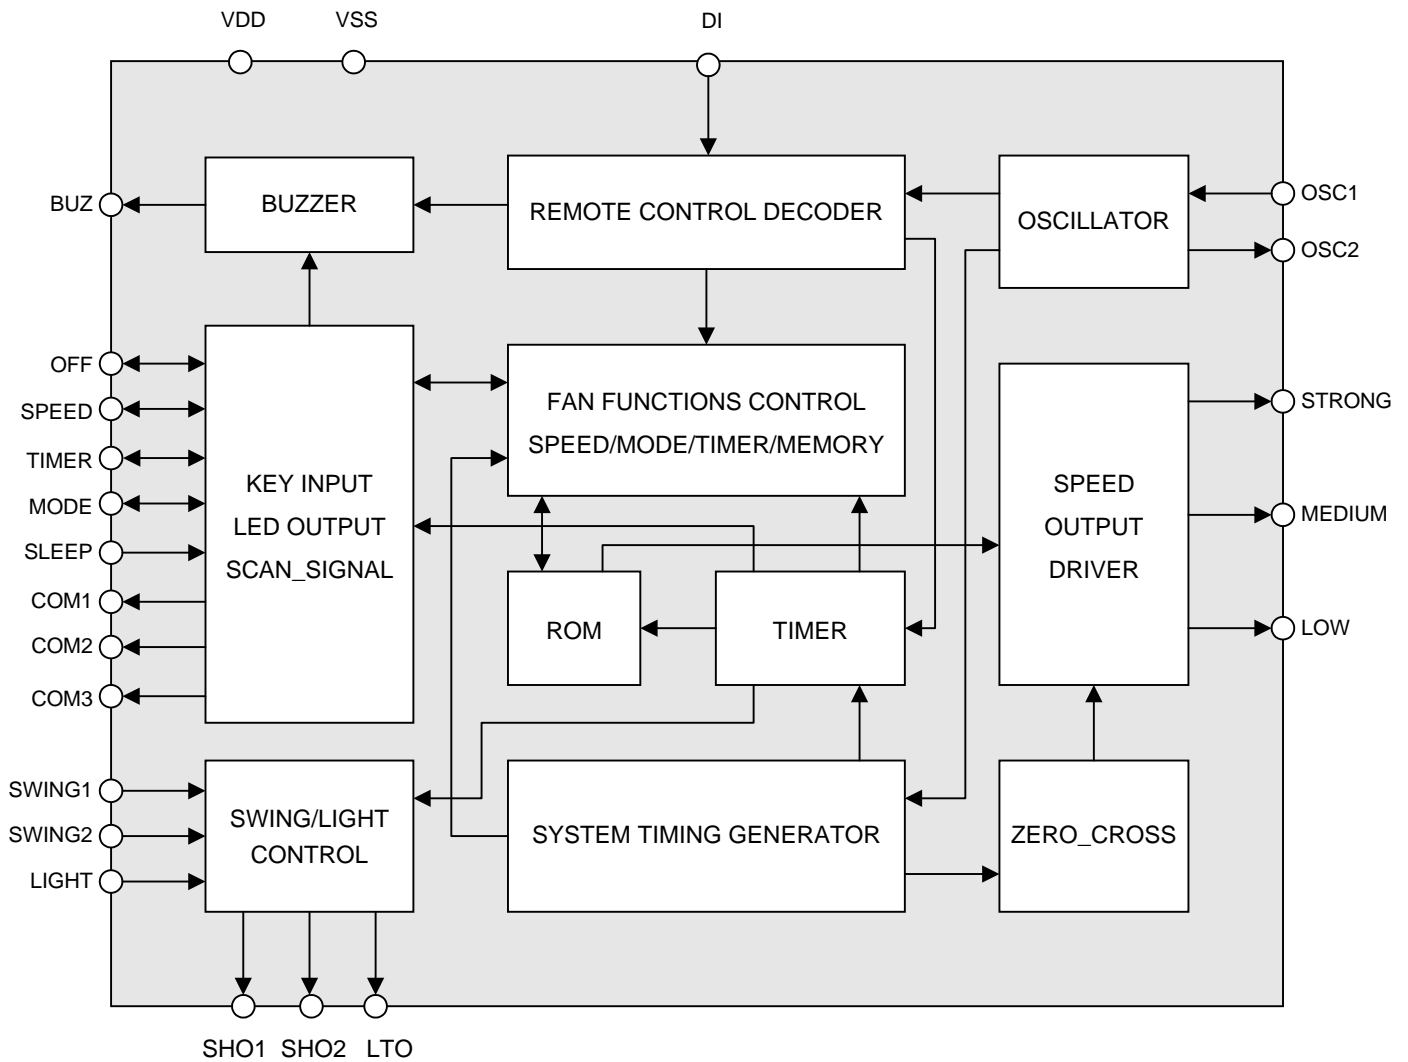 VDD
VSS
DI
BUZ
BUZZER
REMOTE CONTROL DECODER
OSCILLATOR
OSC1
OSC2
OFF
SPEED
TIMER
MODE
SLEEP
COM1
COM2
COM3
KEY INPUT
LED OUTPUT
SCAN_SIGNAL
FAN FUNCTIONS CONTROL
SPEED/MODE/TIMER/MEMORY
ROM
TIMER
SPEED
OUTPUT
DRIVER
STRONG
MEDIUM
LOW
SWING1
SWING2
LIGHT
SWING/LIGHT
CONTROL
SYSTEM TIMING GENERATOR
ZERO_CROSS
SHO1
SHO2
LTO